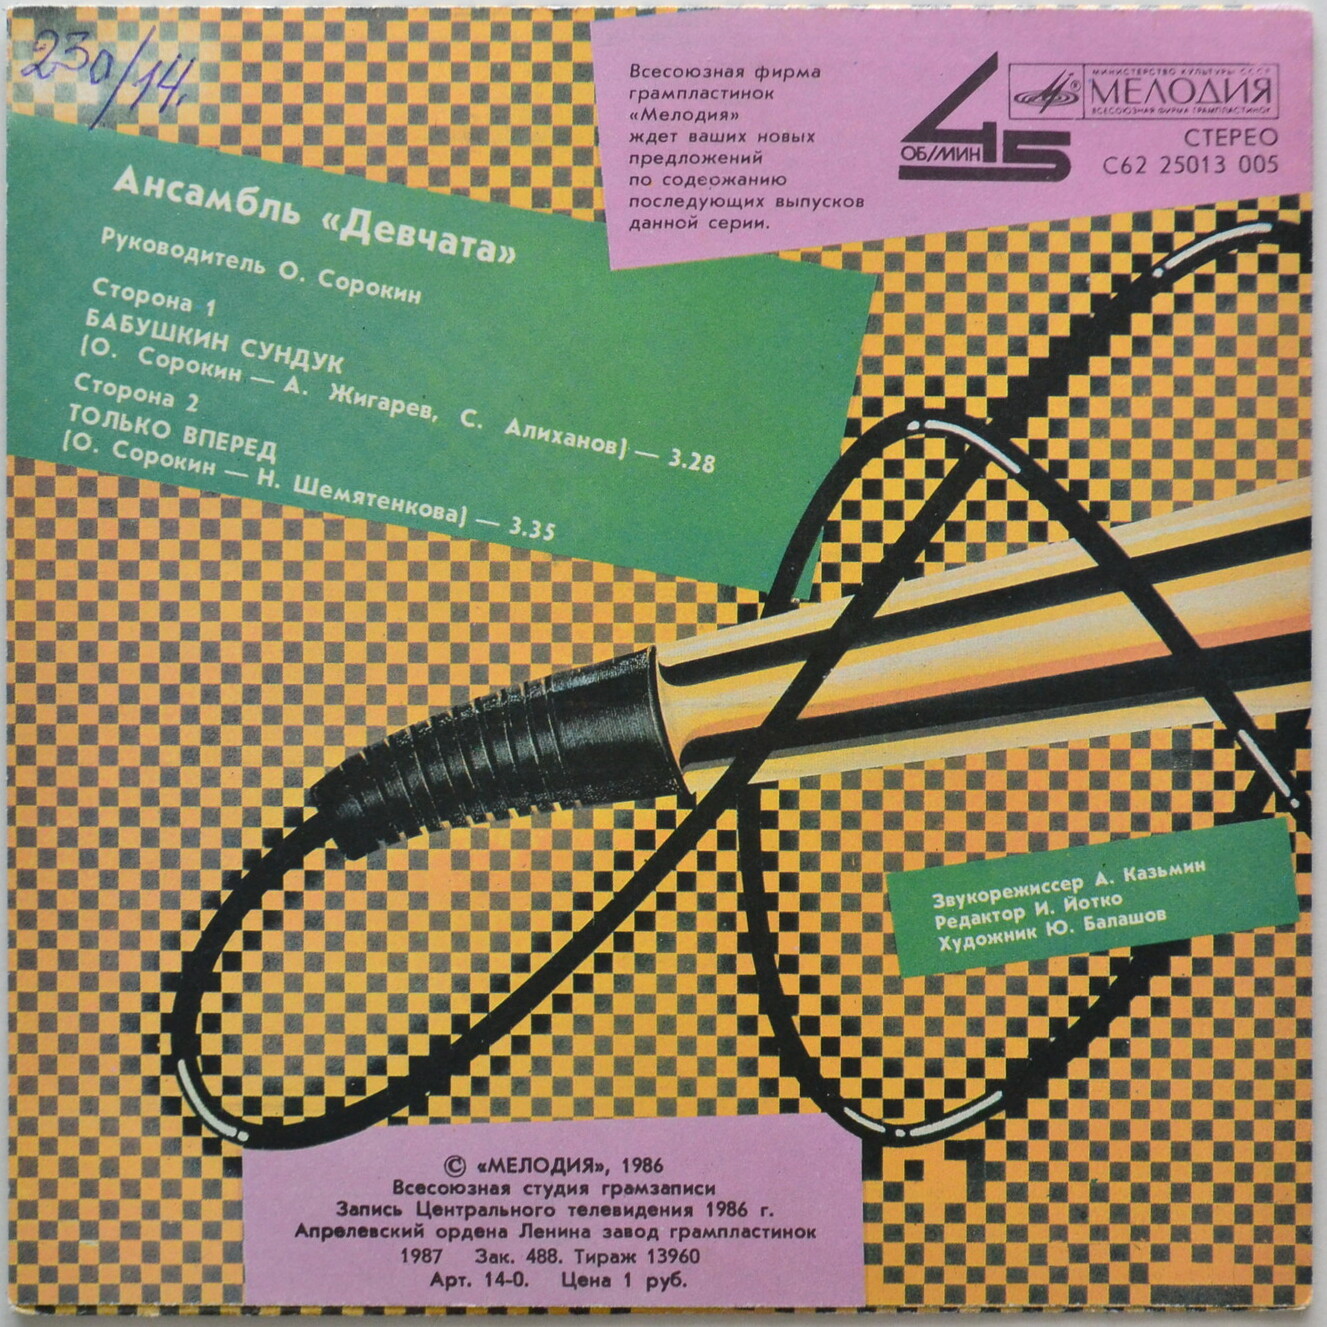 23а/14.
Всесоюзная фирма
грампластинок
«Мелодия»
ждет ваших новых
предложений
по содержанию
последующих выпусков
данной серии.
45
ОБ/МИН
МИНИСТЕРСТВО КУЛЬТУРЫ СССР
МЕЛОДИЯ
ВСЕСОЮЗНАЯ ФИРМА ГРАМПЛАСТИНОК
СТЕРЕО
С62 25013 005
Ансамбль «Девчата»
Руководитель О. Сорокин
Сторона 1
БАБУШКИН СУНДУК
(О. Сорокин — А. Жигарев, С. Алиханов) — 3.28
Сторона 2
ТОЛЬКО ВПЕРЕД
(О. Сорокин — Н. Шемятенкова) — 3.35
Звукорежиссер А. Казьмин
Редактор И. Йотко
Художник Ю. Балашов
© «МЕЛОДИЯ», 1986
Всесоюзная студия грамзаписи
Запись Центрального телевидения 1986 г.
Апрелевский ордена Ленина завод грампластинок
1987 Зак. 488. Тираж 13960
Арт. 14-0. Цена 1 руб.